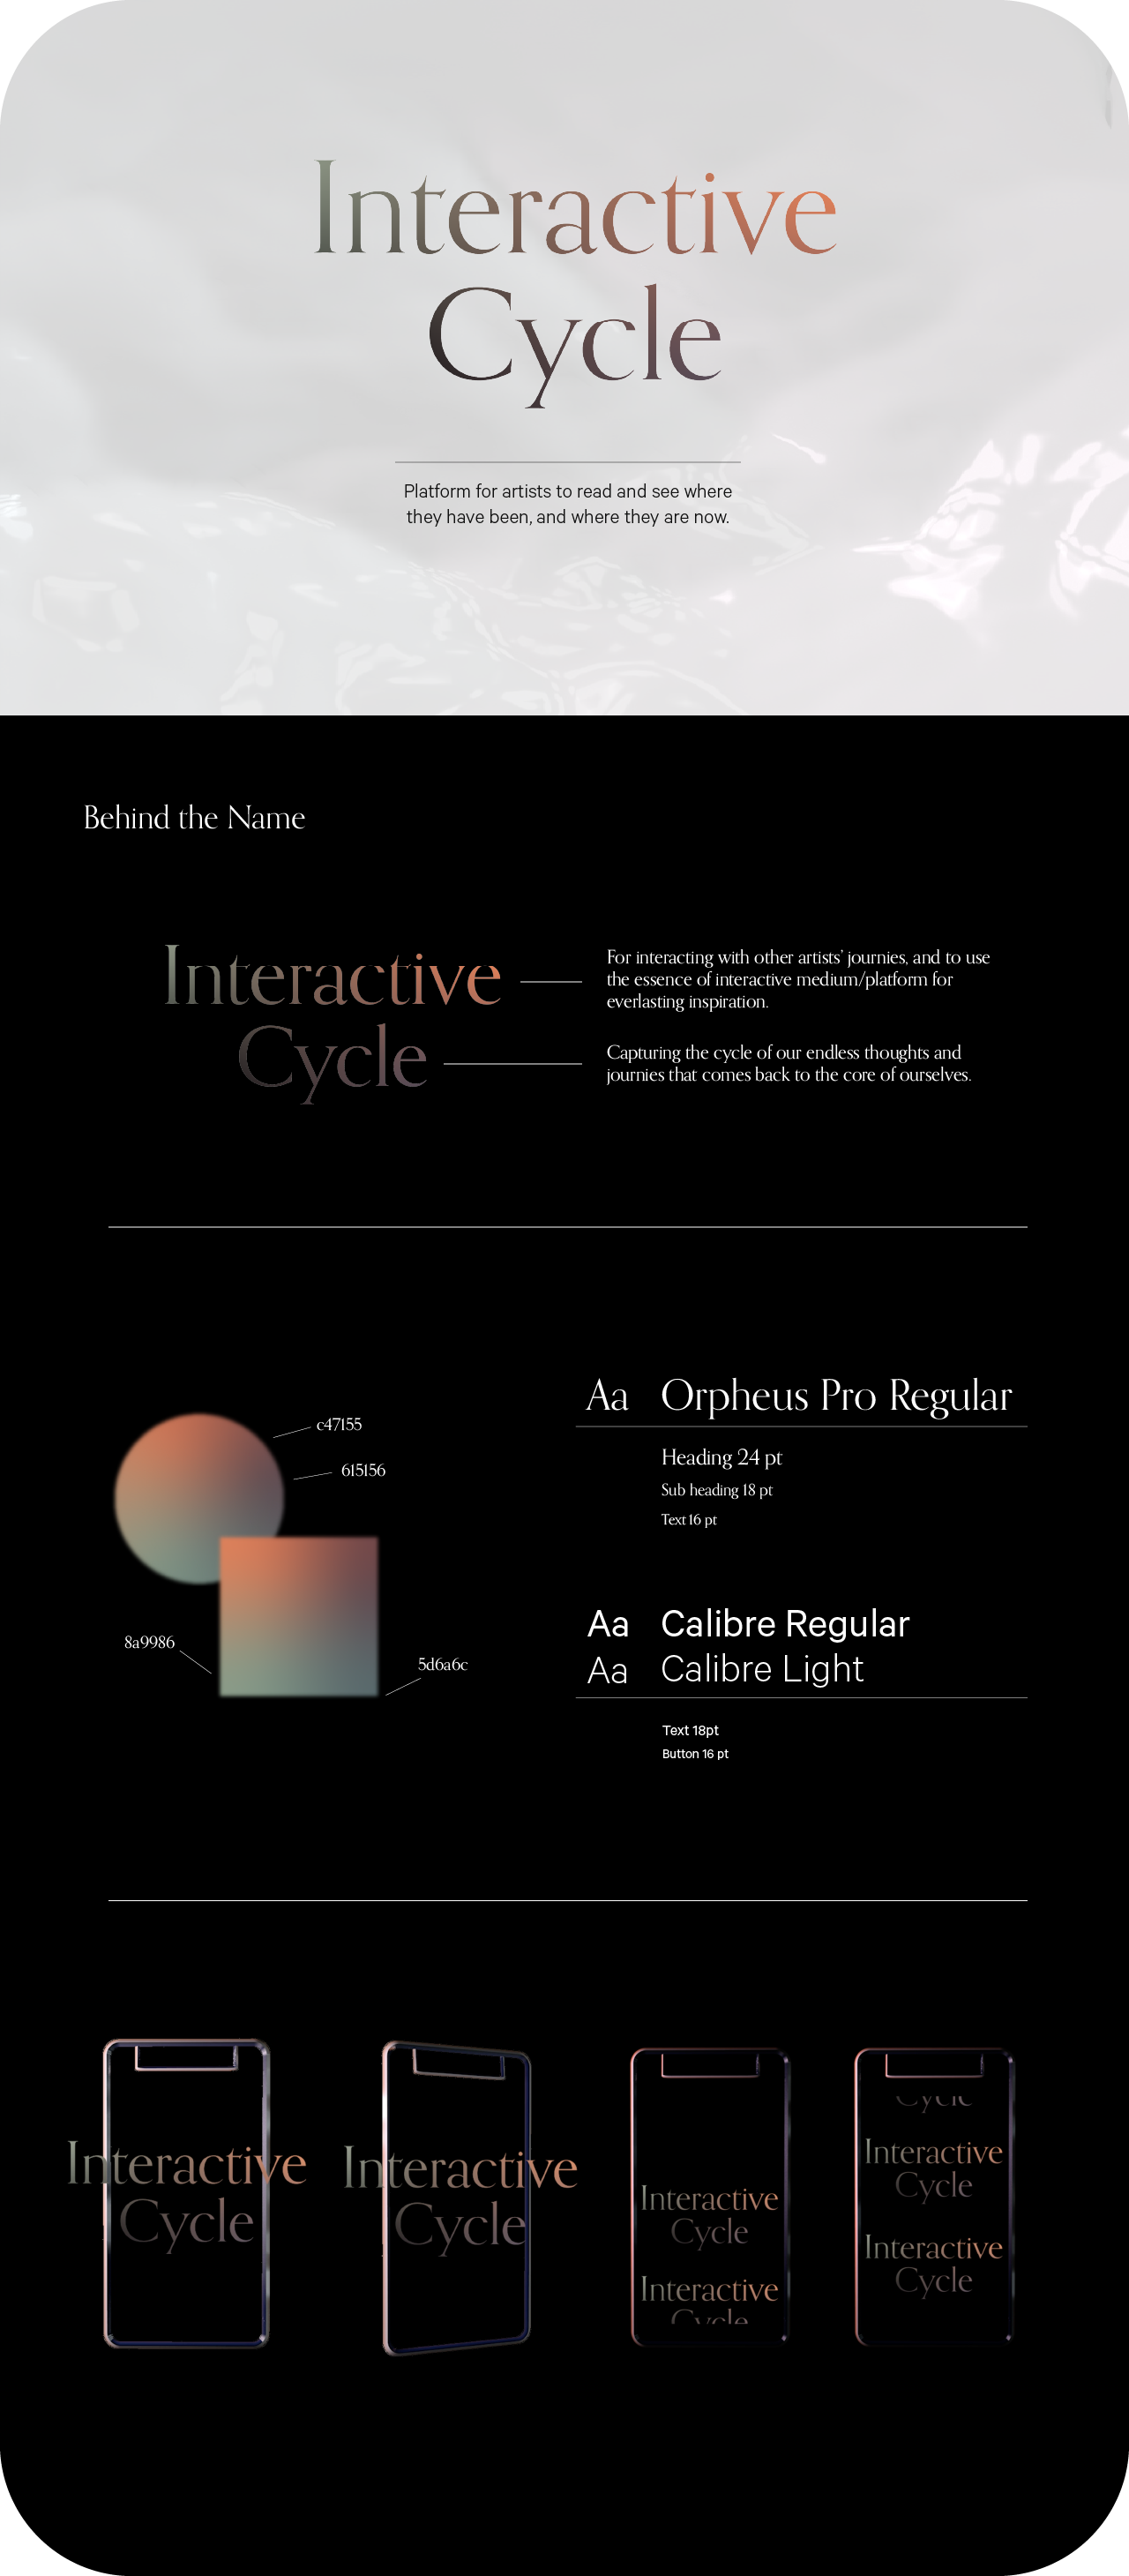 Interactive
Cycle
Platform for artists to read and see where
they have been, and where they are now.
Behind the Name
Interactive
Cycle
For interacting with other artists' journies, and to use
the essence of interactive medium/platform for
everlasting inspiration.
Capturing the cycle of our endless thoughts and
journies that comes back to the core of ourselves.
c47155
615156
8a9986
5d6a6c
Aa Orpheus Pro Regular
Heading 24 pt
Sub heading 18 pt
Text 16 pt
Aa Calibre Regular
Aa Calibre Light
Text 18pt
Button 16 pt
Interactive
Cycle
Interactive
Cycle
Interactive
Cycle
Interactive
Cycle
Cycle
Interactive
Cycle
Interactive
Cycle